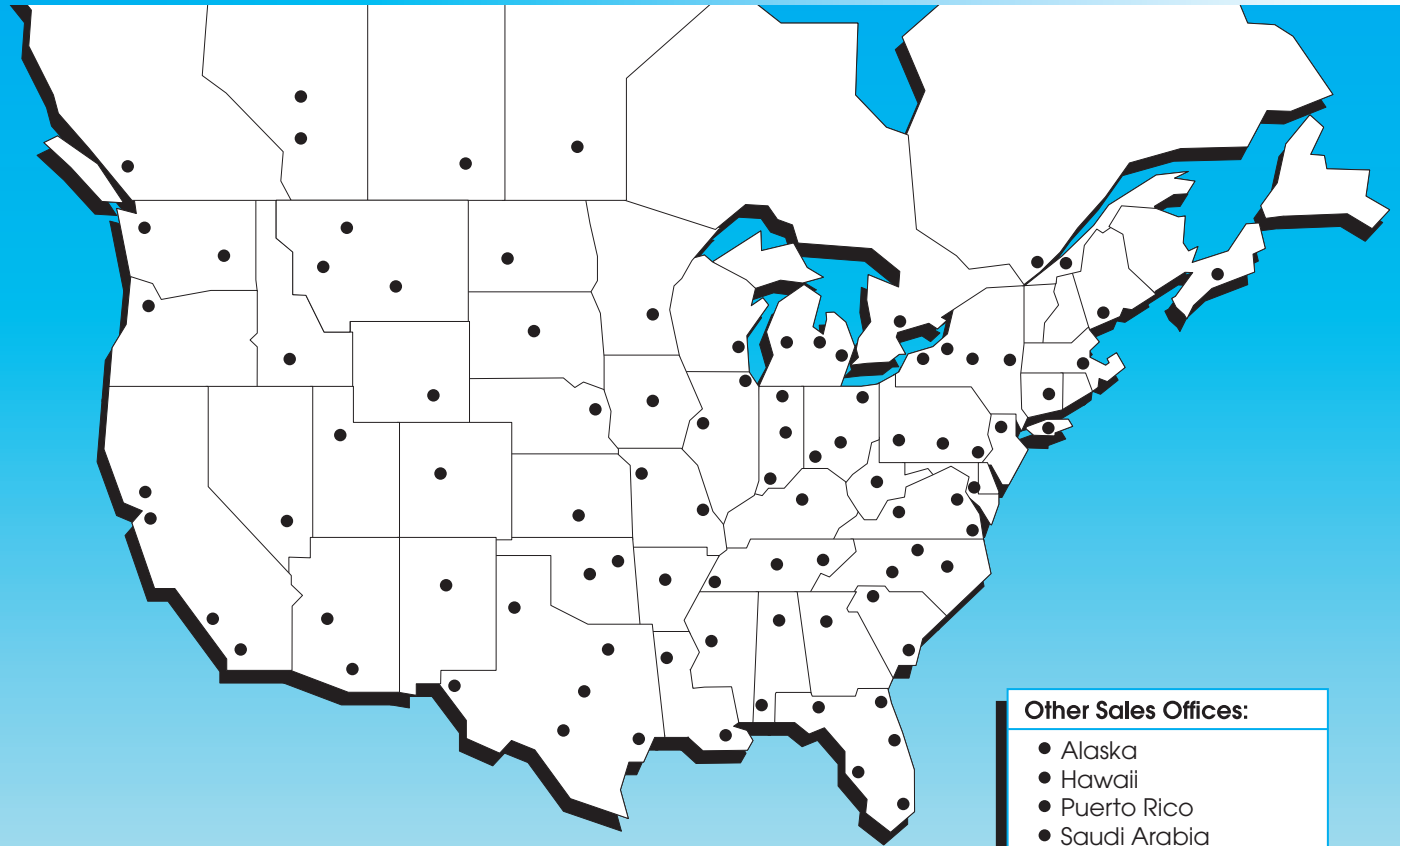 Other Sales Offices:
● Alaska
● Hawaii
● Puerto Rico
● Saudi Arabia